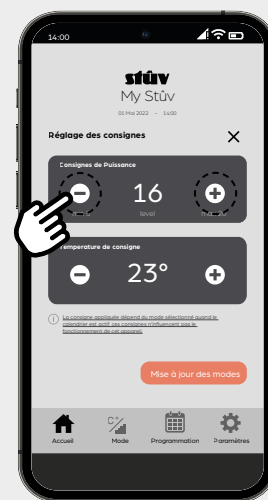 14:00
stûv
My Stûv
01 Mai 2022 - 14:00
Réglage des consignes
Consignes de Puissance
16
level
Température de consigne
23°
La consigne appliquée dépend du mode sélectionné quand le
calendrier est actif, ces consignes n'influencent pas le
fonctionnement de cet appareil.
Mise à jour des modes
Accueil Mode Programmation Paramètres